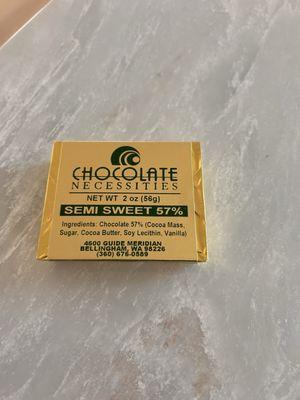 CHOCOLATE
NECESSITIES
NET WT 2 oz (56g)
SEMI SWEET 57%
Ingredients: Chocolate 57% (Cocoa Mass,
Sugar, Cocoa Butter, Soy Lecithin, Vanilla)
4600 GUIDE MERIDIAN
BELLINGHAM, WA 98226
(360) 676-0589